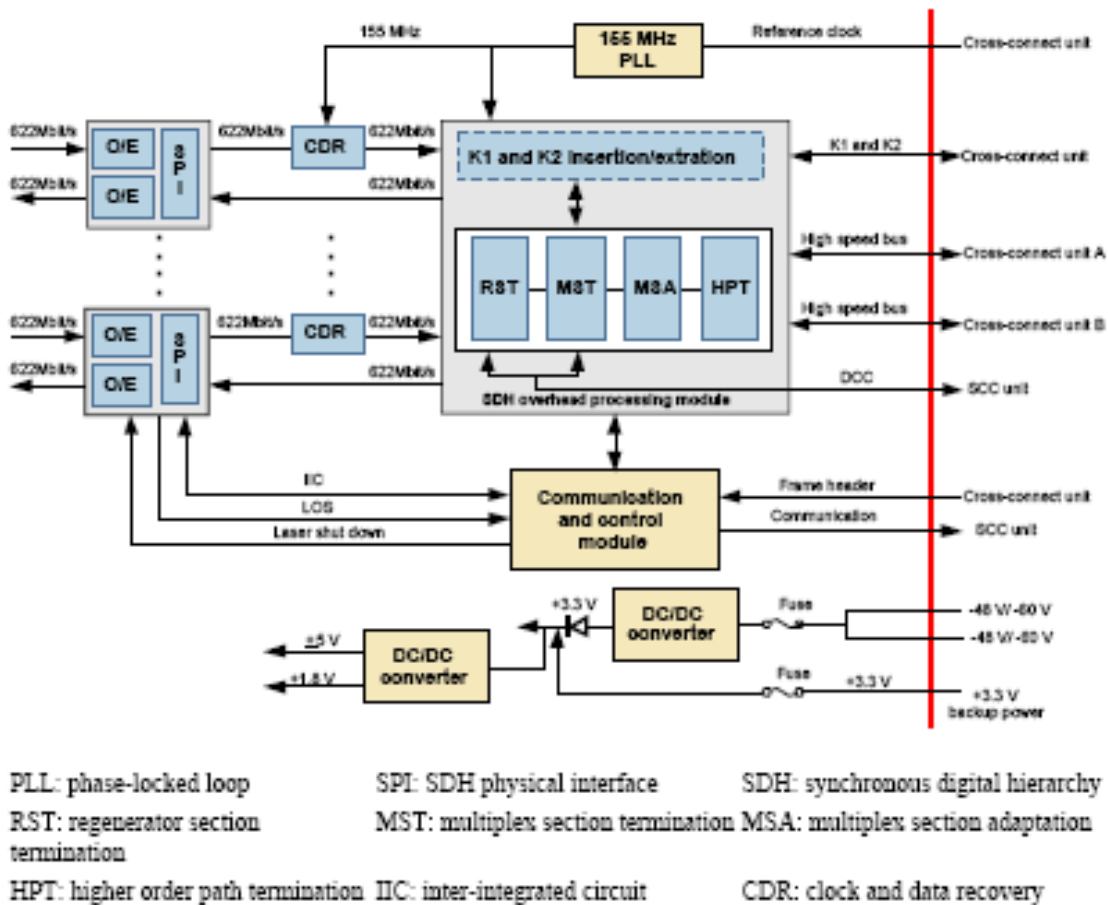 155 MHz
155 MHz
PLL
Reference clock
Cross-connect unit
622Mbit/s
O/E
S
P
I
622Mbit/s
CDR
622Mbit/s
K1 and K2 Insertion/extration
K1 and K2
Cross-connect unit
622Mbit/s
O/E
622Mbit/s
High speed bus
Cross-connect unit A
RST
MST
MSA
HPT
622Mbit/s
O/E
S
P
I
622Mbit/s
CDR
622Mbit/s
High speed bus
Cross-connect unit B
622Mbit/s
O/E
622Mbit/s
DCC
SCC unit
SDH overhead processing module
IIC
LOS
Laser shut down
Communication
and control
module
Frame header
Cross-connect unit
Communication
SCC unit
+3.3 V
DC/DC
converter
Fuse
-48 V/ -60 V
-48 V/ -60 V
±5 V
+1.8 V
DC/DC
converter
Fuse
+3.3 V
+3.3 V
backup power
PLL: phase-locked loop SPI: SDH physical interface SDH: synchronous digital hierarchy
RST: regenerator section MST: multiplex section termination MSA: multiplex section adaptation
termination
HPT: higher order path termination IIC: inter-integrated circuit CDR: clock and data recovery